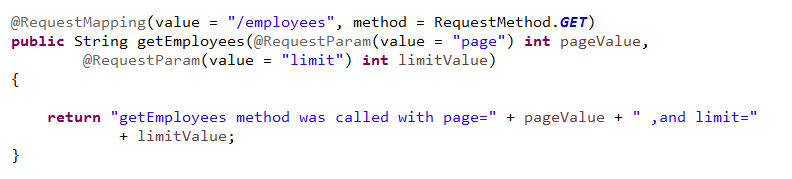 @RequestMapping(value = "/employees", method = RequestMethod.GET)
public String getEmployees(@RequestParam(value = "page") int pageValue,
        @RequestParam(value = "limit") int limitValue)
{
    return "getEmployees method was called with page=" + pageValue + " ,and limit="
            + limitValue;
}